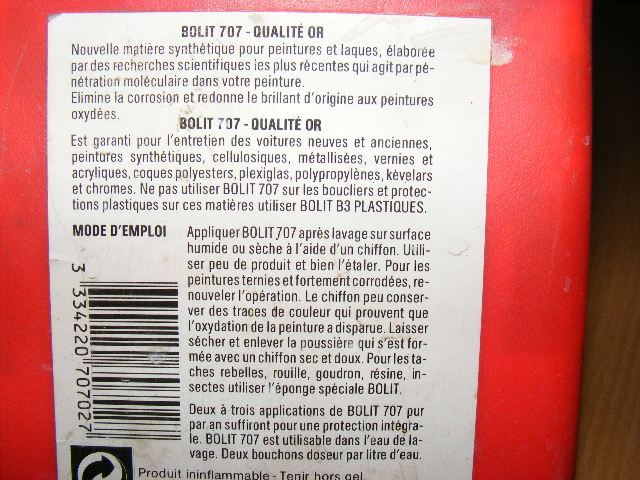 BOLIT 707 - QUALITÉ OR
Nouvelle matière synthétique pour peintures et laques, élaborée
par des recherches scientifiques les plus récentes qui agit par pé-
nétration moléculaire dans votre peinture.
Elimine la corrosion et redonne le brillant d'origine aux peintures
oxydées.
BOLIT 707 - QUALITÉ OR
Est garanti pour l'entretien des voitures neuves et anciennes,
peintures synthétiques, cellulosiques, métallisées, vernies et
acryliques, coques polyesters, plexiglas, polypropylènes, kévelars
et chromes. Ne pas utiliser BOLIT 707 sur les boucliers et protec-
tions plastiques sur ces matières utiliser BOLIT B3 PLASTIQUES.
MODE D'EMPLOI
Appliquer BOLIT 707 après lavage sur surface
humide ou sèche à l'aide d'un chiffon. Utili-
ser peu de produit et bien l'étaler. Pour les
peintures ternies et fortement corrodées, re-
nouveler l'opération. Le chiffon peu conser-
ver des traces de couleur qui prouvent que
l'oxydation de la peinture a disparue. Laisser
sécher et enlever la poussière qui s'est for-
mée avec un chiffon sec et doux. Pour les ta-
ches rebelles, rouille, goudron, résine, in-
sectes utiliser l'éponge spéciale BOLIT.
Deux à trois applications de BOLIT 707 pur
par an suffiront pour une protection intégra-
le. BOLIT 707 est utilisable dans l'eau de la-
vage. Deux bouchons doseur par litre d'eau.
3 334220 707027
Produit ininflammable - Tenir hors gel.